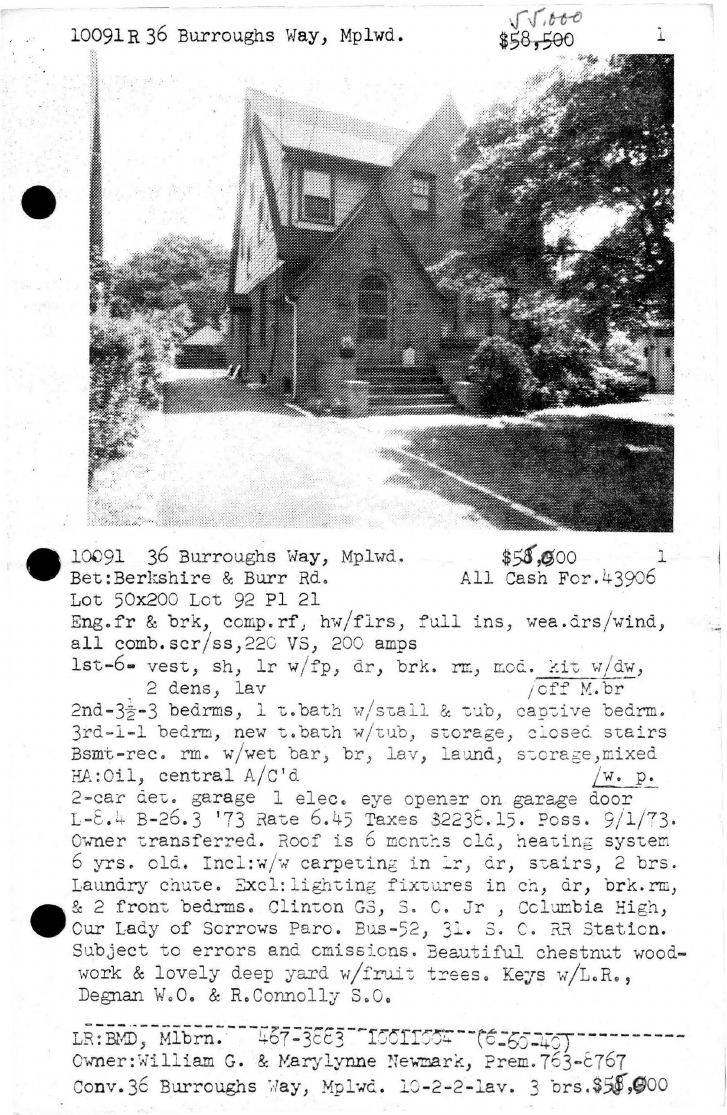 55,000
10091R 36 Burroughs Way, Mplwd. $58,500 1
10091 36 Burroughs Way, Mplwd. $55,000 1
Bet:Berkshire & Burr Rd. All Cash For.43906
Lot 50x200 Lot 92 Pl 21
Eng.fr & brk, comp.rf, hw/flrs, full ins, wea.drs/wind,
all comb.scr/ss,220 VS, 200 amps
1st-6- vest, sh, lr w/fp, dr, brk. rm, mod. kit w/dw,
2 dens, lav /off M.br
2nd-3½-3 bedrms, 1 t.bath w/stall & tub, captive bedrm.
3rd-1-1 bedrm, new t.bath w/tub, storage, closed stairs
Bsmt-rec. rm. w/wet bar, br, lav, laund, storage,mixed
HA:Oil, central A/C'd /w. p.
2-car det. garage 1 elec. eye opener on garage door
L-8.4 B-26.3 '73 Rate 6.45 Taxes $2238.15. Poss. 9/1/73.
Owner transferred. Roof is 6 months old, heating system
6 yrs. old. Incl:w/w carpeting in lr, dr, stairs, 2 brs.
Laundry chute. Excl:lighting fixtures in ch, dr, brk.rm,
& 2 front bedrms. Clinton GS, S. O. Jr , Columbia High,
Our Lady of Sorrows Paro. Bus-52, 31. S. O. RR Station.
Subject to errors and omissions. Beautiful chestnut wood-
work & lovely deep yard w/fruit trees. Keys w/L.R.,
Degnan W.O. & R.Connolly S.O.
LR:BMD, Mlbrn. 467-3883 (6-60-40)
Owner:William G. & Marylynne Newmark, Prem.763-8767
Conv.36 Burroughs Way, Mplwd. 10-2-2-lav. 3 brs.$55,000